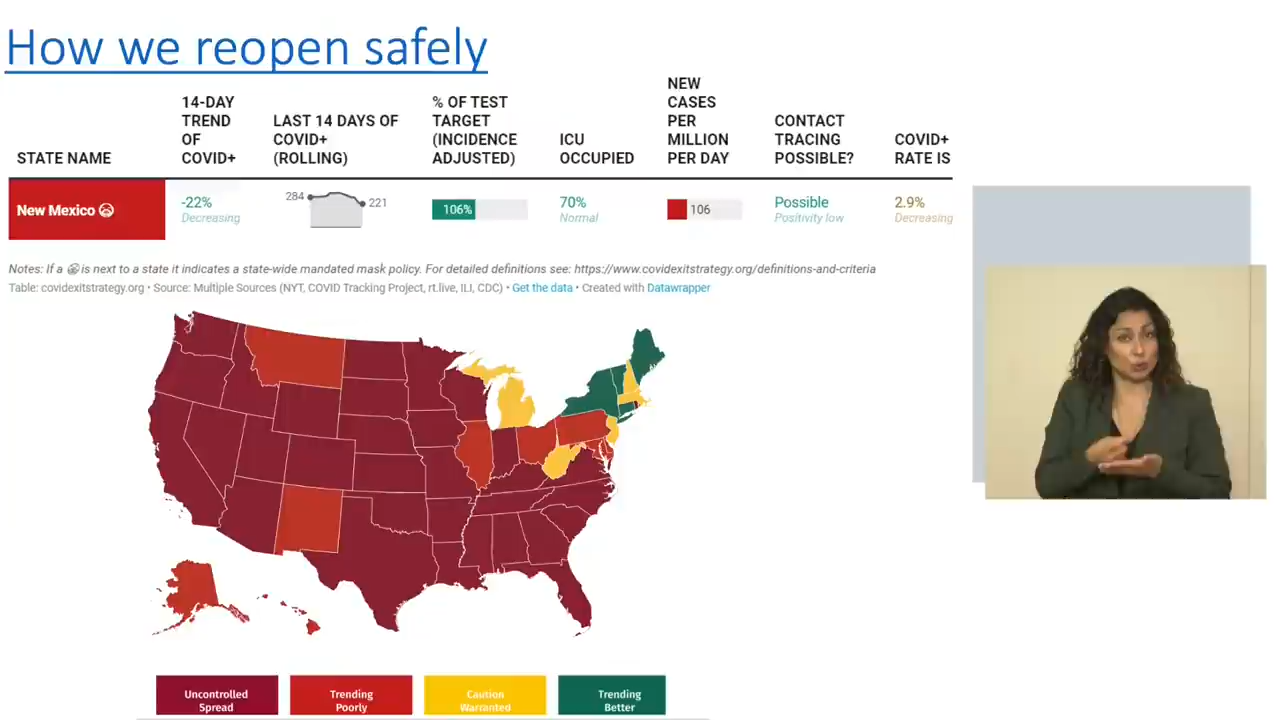 How we reopen safely
STATE NAME
14-DAY
TREND
OF
COVID+
LAST 14 DAYS OF
COVID+
(ROLLING)
% OF TEST
TARGET
(INCIDENCE
ADJUSTED)
ICU
OCCUPIED
NEW
CASES
PER
MILLION
PER DAY
CONTACT
TRACING
POSSIBLE?
COVID+
RATE IS
New Mexico
-22%
Decreasing
284
221
106%
70%
Normal
106
Possible
Positivity low
2.9%
Decreasing
Notes: If a is next to a state it indicates a state-wide mandated mask policy. For detailed definitions see: https://www.covidexitstrategy.org/definitions-and-criteria
Table: covidexitstrategy.org • Source: Multiple Sources (NYT, COVID Tracking Project, rt.live, ILI, CDC) • Get the data • Created with Datawrapper
Uncontrolled
Spread
Trending
Poorly
Caution
Warranted
Trending
Better